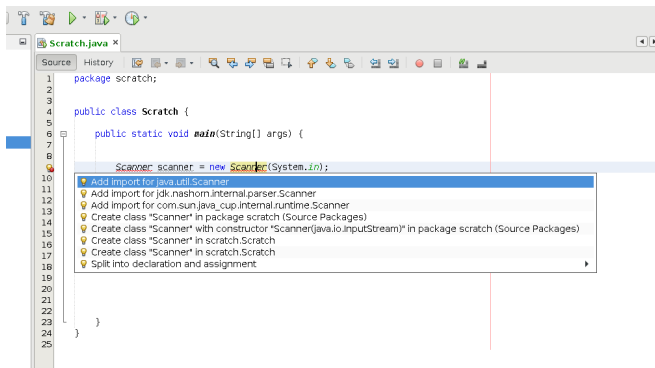 Scratch.java ×
Source History
1 package scratch;
2
3
4 public class Scratch {
5
6 public static void main(String[] args) {
7
8
Scanner scanner = new Scanner(System.in);
10
11
12
13
14
15
16
17
18
19
20
21
22
23 }
24 }
25
Add import for java.util.Scanner
Add import for jdk.nashorn.internal.parser.Scanner
Add import for com.sun.java_cup.internal.runtime.Scanner
Create class "Scanner" in package scratch (Source Packages)
Create class "Scanner" with constructor "Scanner(java.io.InputStream)" in package scratch (Source Packages)
Create class "Scanner" in scratch.Scratch
Create class "Scanner" in scratch.Scratch
Split into declaration and assignment